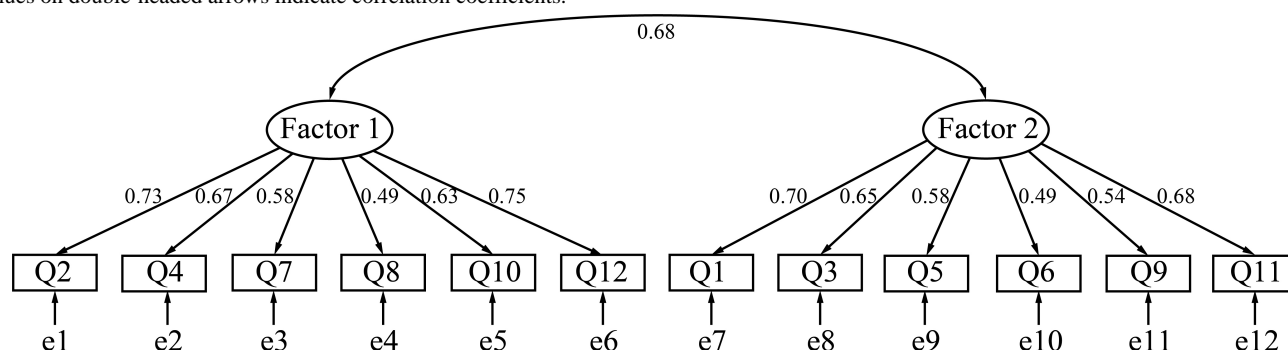 on double-headed arrows indicate correlation coefficients.
0.68
Factor 1 Factor 2
0.73 0.67 0.58 0.49 0.63 0.75 0.70 0.65 0.58 0.49 0.54 0.68
Q2 Q4 Q7 Q8 Q10 Q12 Q1 Q3 Q5 Q6 Q9 Q11
e1 e2 e3 e4 e5 e6 e7 e8 e9 e10 e11 e12